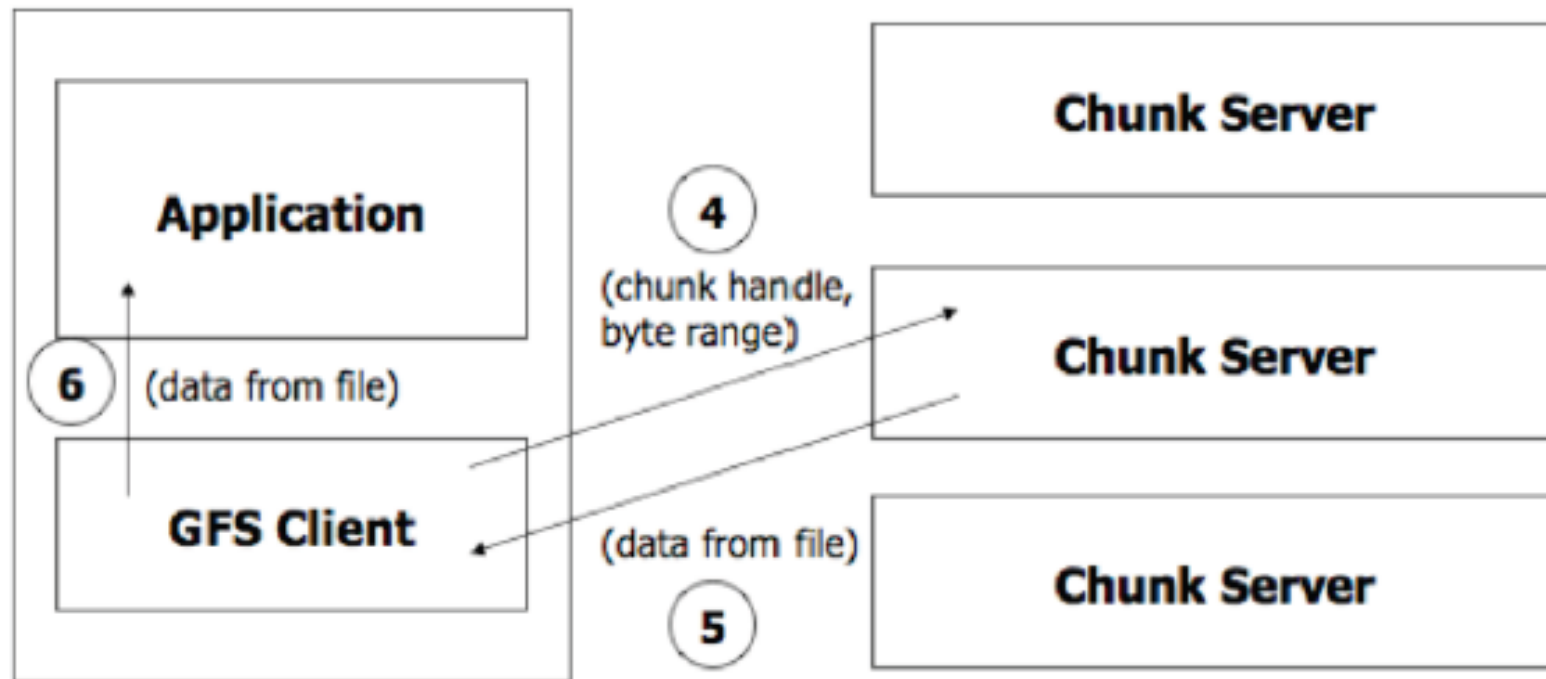 Application
6
(data from file)
GFS Client
4
(chunk handle,
byte range)
(data from file)
5
Chunk Server
Chunk Server
Chunk Server